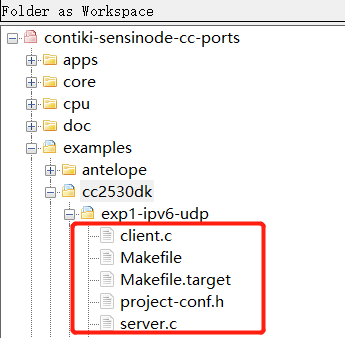 Folder as Workspace
contiki-sensinode-cc-ports
apps
core
cpu
doc
examples
antelope
cc2530dk
exp1-ipv6-udp
client.c
Makefile
Makefile.target
project-conf.h
server.c